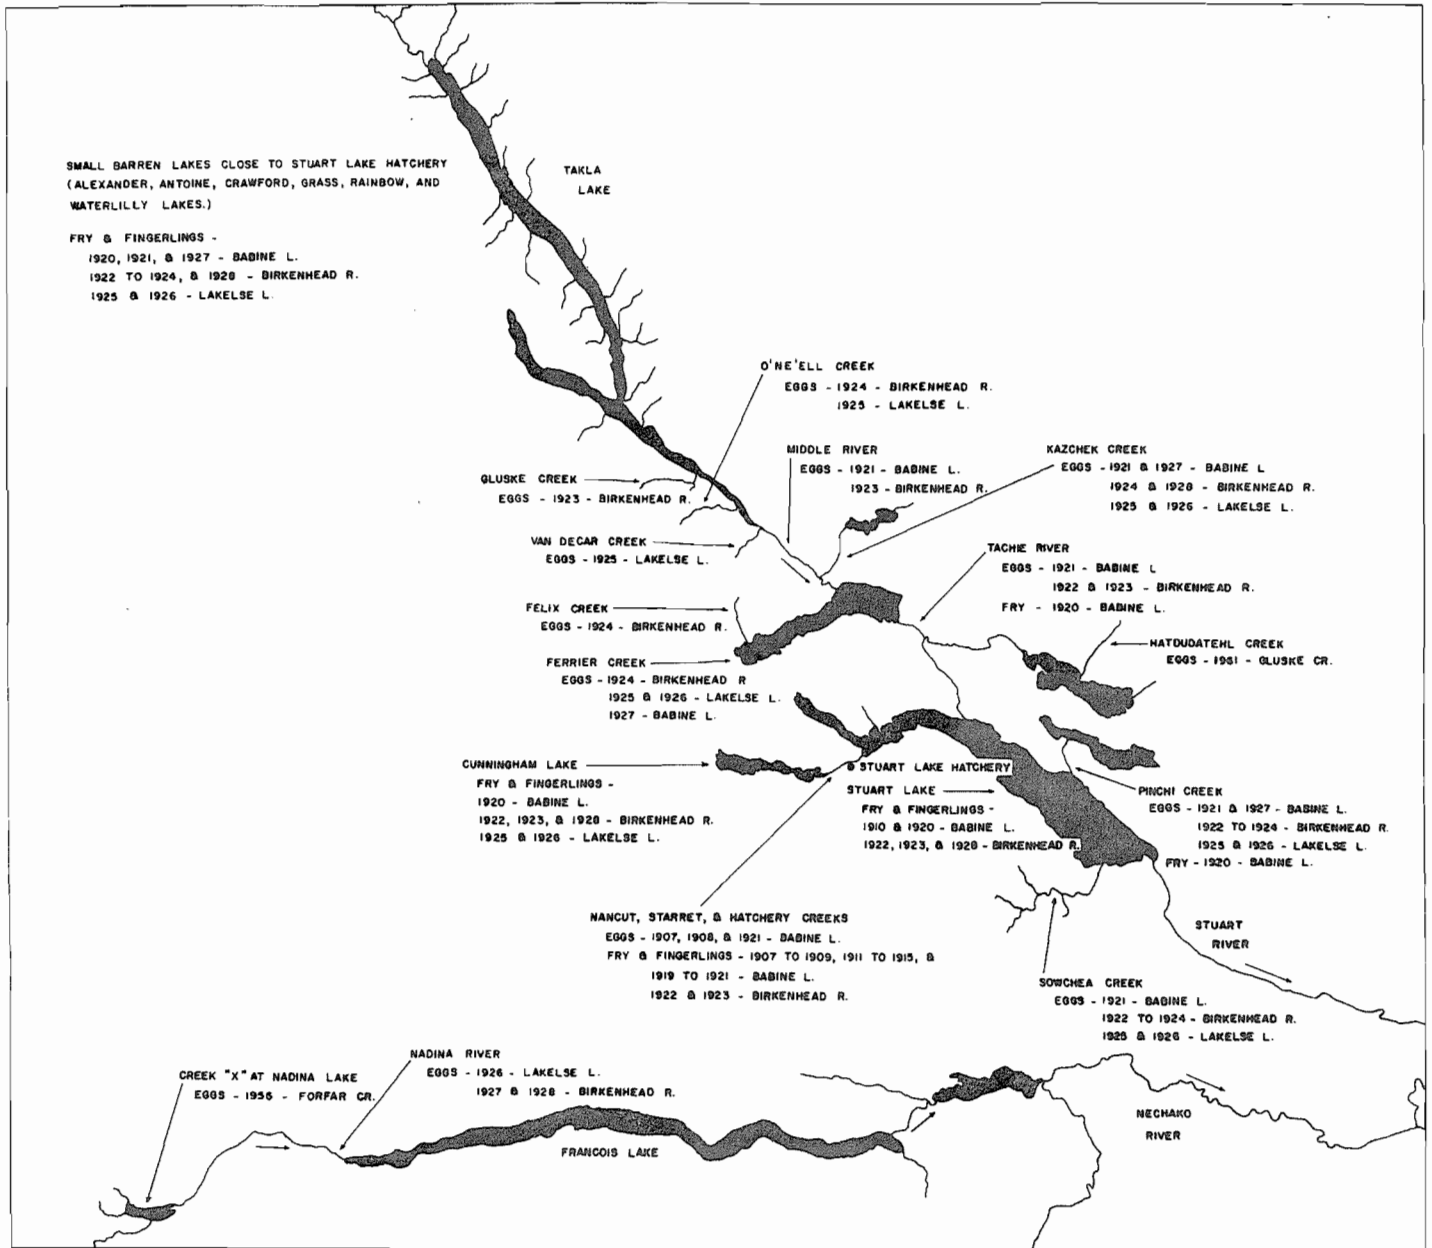 SMALL BARREN LAKES CLOSE TO STUART LAKE HATCHERY
(ALEXANDER, ANTOINE, CRAWFORD, GRASS, RAINBOW, AND
WATERLILLY LAKES.)
FRY & FINGERLINGS -
1920, 1921, & 1927 - BABINE L.
1922 TO 1924, & 1928 - BIRKENHEAD R.
1925 & 1926 - LAKELSE L.
TAKLA
LAKE
O'NE'ELL CREEK
EGGS - 1924 - BIRKENHEAD R.
1925 - LAKELSE L.
MIDDLE RIVER
EGGS - 1921 - BABINE L.
1923 - BIRKENHEAD R.
KAZCHEK CREEK
EGGS - 1921 & 1927 - BABINE L
1924 & 1928 - BIRKENHEAD R.
1925 & 1926 - LAKELSE L.
GLUSKE CREEK
EGGS - 1923 - BIRKENHEAD R.
VAN DECAR CREEK
EGGS - 1925 - LAKELSE L.
TACHIE RIVER
EGGS - 1921 - BABINE L
1922 & 1923 - BIRKENHEAD R.
FRY - 1920 - BABINE L.
FELIX CREEK
EGGS - 1924 - BIRKENHEAD R.
HATDUDATEHL CREEK
EGGS - 1961 - GLUSKE CR.
FERRIER CREEK
EGGS - 1924 - BIRKENHEAD R
1925 & 1926 - LAKELSE L.
1927 - BABINE L.
CUNNINGHAM LAKE
FRY & FINGERLINGS -
1920 - BABINE L.
1922, 1923, & 1928 - BIRKENHEAD R.
1925 & 1926 - LAKELSE L.
STUART LAKE HATCHERY
STUART LAKE
FRY & FINGERLINGS -
1910 & 1920 - BABINE L.
1922, 1923, & 1928 - BIRKENHEAD R.
PINCHI CREEK
EGGS - 1921 & 1927 - BABINE L.
1922 TO 1924 - BIRKENHEAD R.
1925 & 1926 - LAKELSE L.
FRY - 1920 - BABINE L.
NANCUT, STARRET, & HATCHERY CREEKS
EGGS - 1907, 1908, & 1921 - BABINE L.
FRY & FINGERLINGS - 1907 TO 1909, 1911 TO 1915, &
1919 TO 1921 - BABINE L.
1922 & 1923 - BIRKENHEAD R.
STUART
RIVER
SOWCHEA CREEK
EGGS - 1921 - BABINE L.
1922 TO 1924 - BIRKENHEAD R.
1925 & 1926 - LAKELSE L.
NADINA RIVER
EGGS - 1926 - LAKELSE L.
1927 & 1928 - BIRKENHEAD R.
CREEK "X" AT NADINA LAKE
EGGS - 1956 - FORFAR CR.
FRANCOIS LAKE
NECHAKO
RIVER